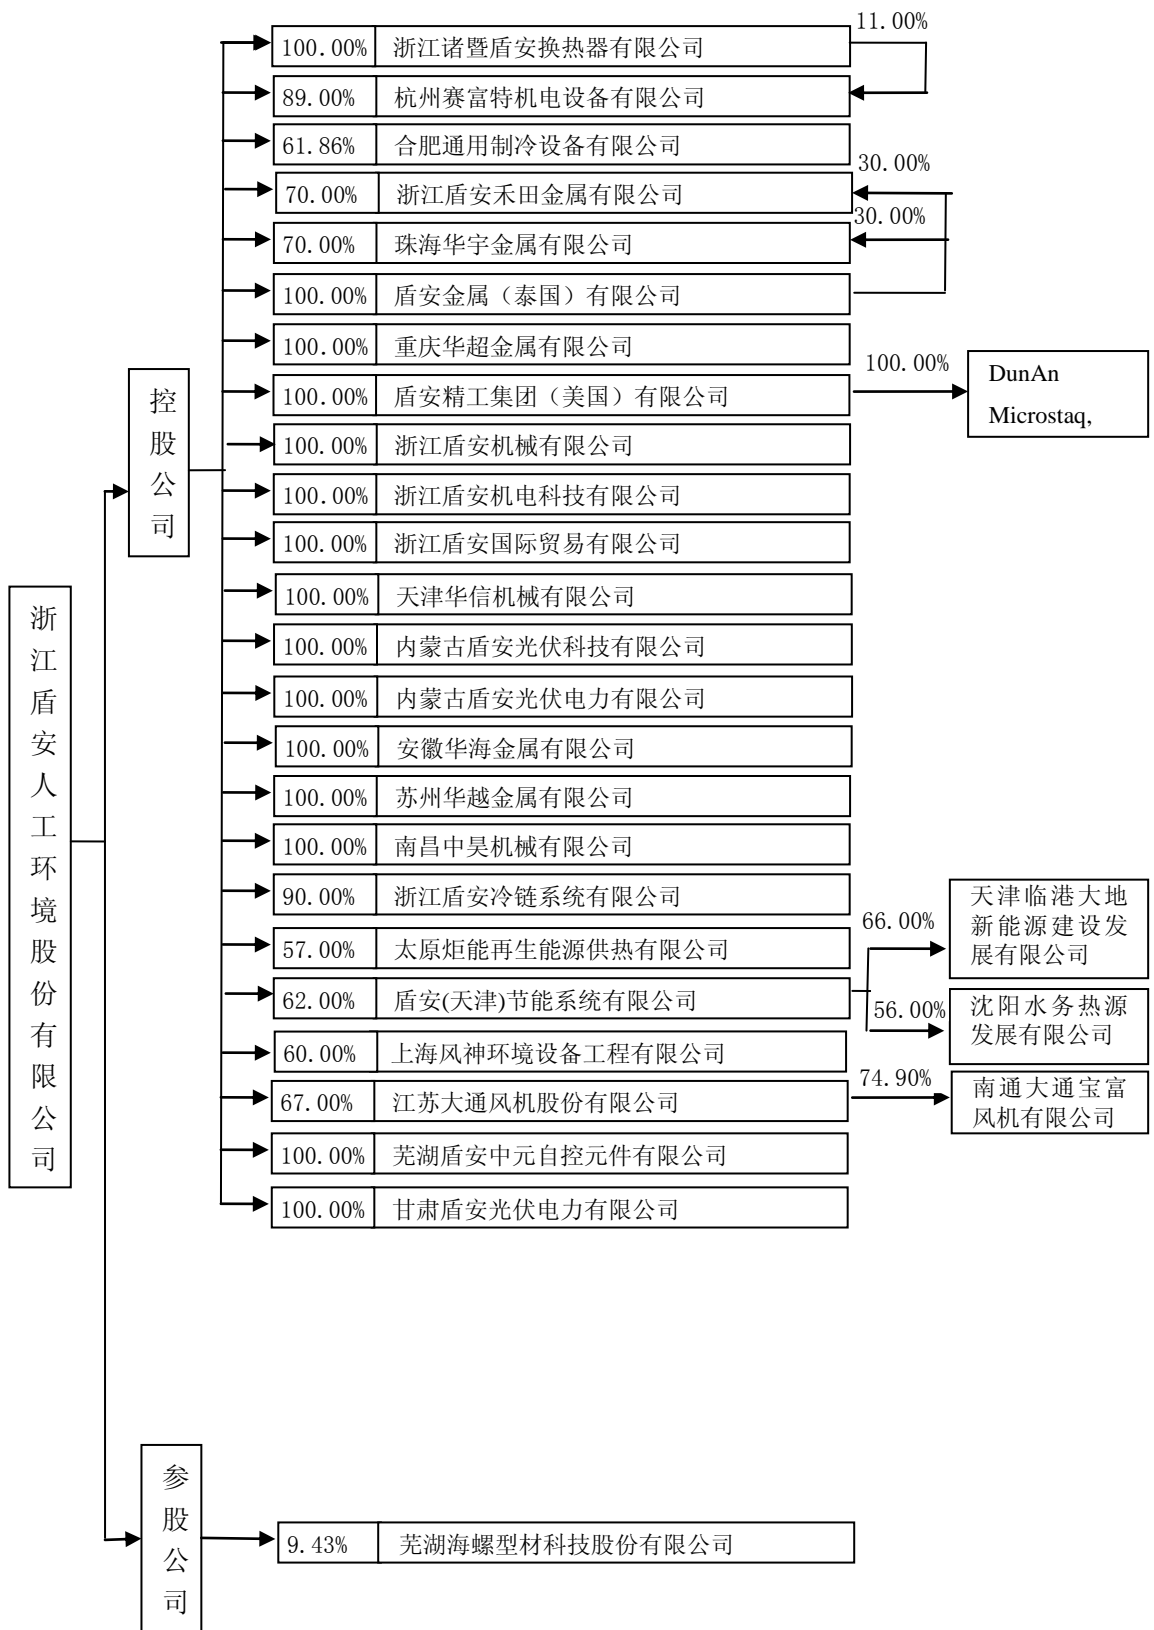 11.00%
100.00% 浙江诸暨盾安换热器有限公司
89.00% 杭州赛富特机电设备有限公司
61.86% 合肥通用制冷设备有限公司
30.00%
70.00% 浙江盾安禾田金属有限公司
30.00%
70.00% 珠海华宇金属有限公司
100.00% 盾安金属（泰国）有限公司
100.00% 重庆华超金属有限公司
100.00%
DunAn
Microstaq,
100.00% 盾安精工集团（美国）有限公司
控股公司
100.00% 浙江盾安机械有限公司
100.00% 浙江盾安机电科技有限公司
100.00% 浙江盾安国际贸易有限公司
100.00% 天津华信机械有限公司
浙江盾安人工环境股份有限公司
100.00% 内蒙古盾安光伏科技有限公司
100.00% 内蒙古盾安光伏电力有限公司
100.00% 安徽华海金属有限公司
100.00% 苏州华越金属有限公司
100.00% 南昌中昊机械有限公司
90.00% 浙江盾安冷链系统有限公司
66.00%
天津临港大地
新能源建设发
展有限公司
57.00% 太原炬能再生能源供热有限公司
62.00% 盾安(天津)节能系统有限公司
56.00%
沈阳水务热源
发展有限公司
60.00% 上海风神环境设备工程有限公司
74.90%
南通大通宝富
风机有限公司
67.00% 江苏大通风机股份有限公司
100.00% 芜湖盾安中元自控元件有限公司
100.00% 甘肃盾安光伏电力有限公司
参股公司
9.43% 芜湖海螺型材科技股份有限公司